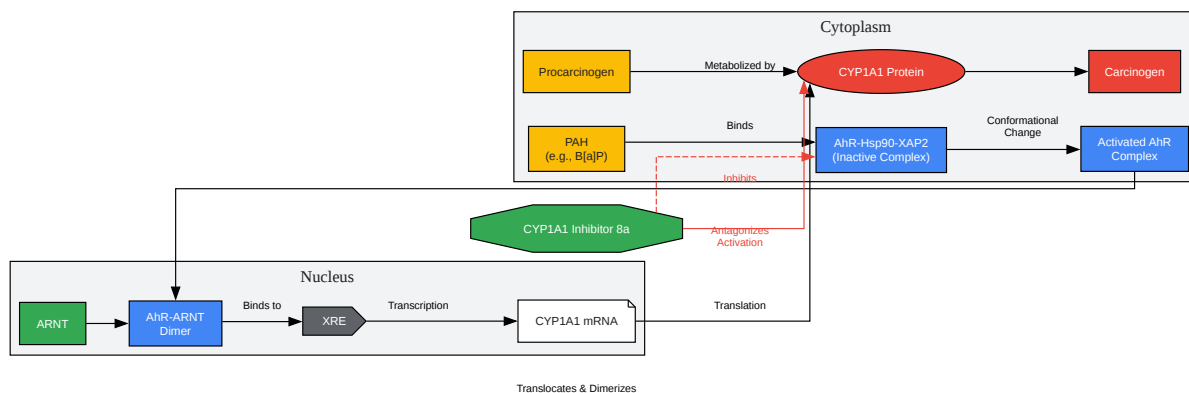 Cytoplasm
Procarcinogen
Metabolized by
CYP1A1 Protein
Carcinogen
PAH
(e.g., B[a]P)
Binds
AhR-Hsp90-XAP2
(Inactive Complex)
Conformational
Change
Activated AhR
Complex
Inhibits
CYP1A1 Inhibitor 8a
Antagonizes
Activation
Nucleus
ARNT
AhR-ARNT
Dimer
Binds to
XRE
Transcription
CYP1A1 mRNA
Translation
Translocates & Dimerizes